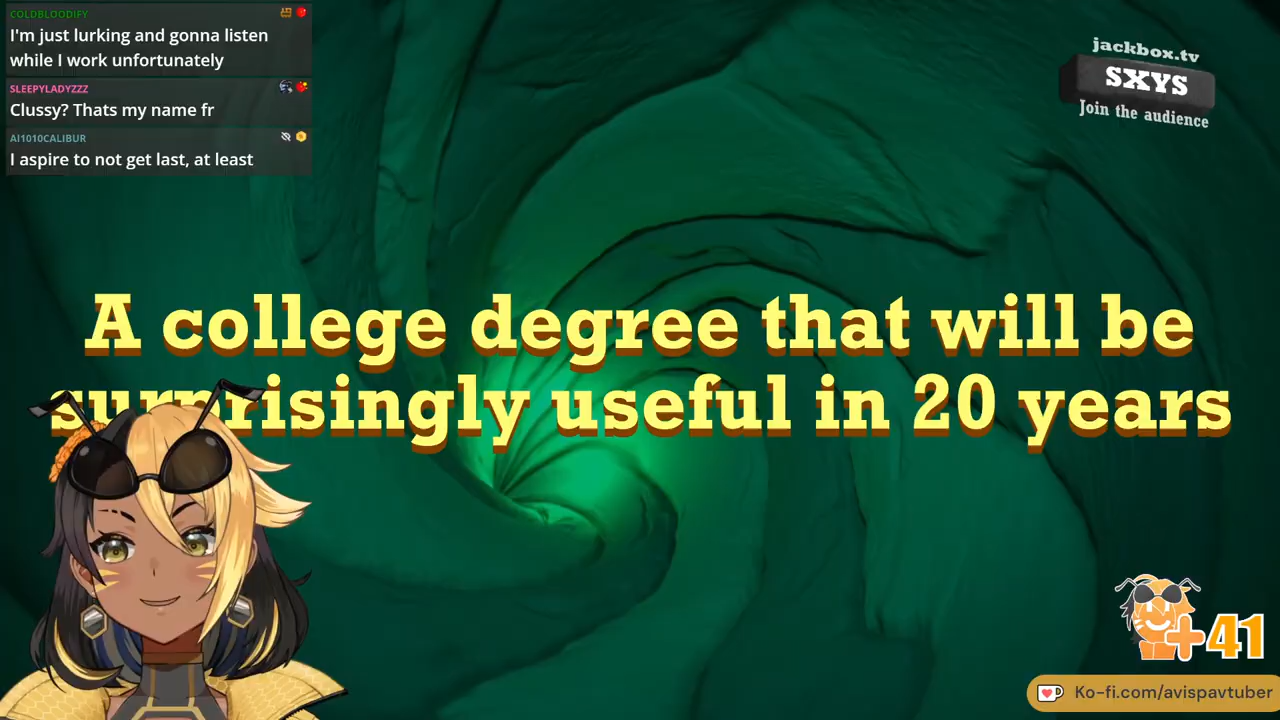 COLDBLOODIFY
I'm just lurking and gonna listen
while I work unfortunately
SLEEPYLADYZZZ
Clussy? Thats my name fr
AI1010CALIBUR
I aspire to not get last, at least
jackbox.tv
SXYS
Join the audience
A college degree that will be
surprisingly useful in 20 years
+41
Ko-fi.com/avispavtuber